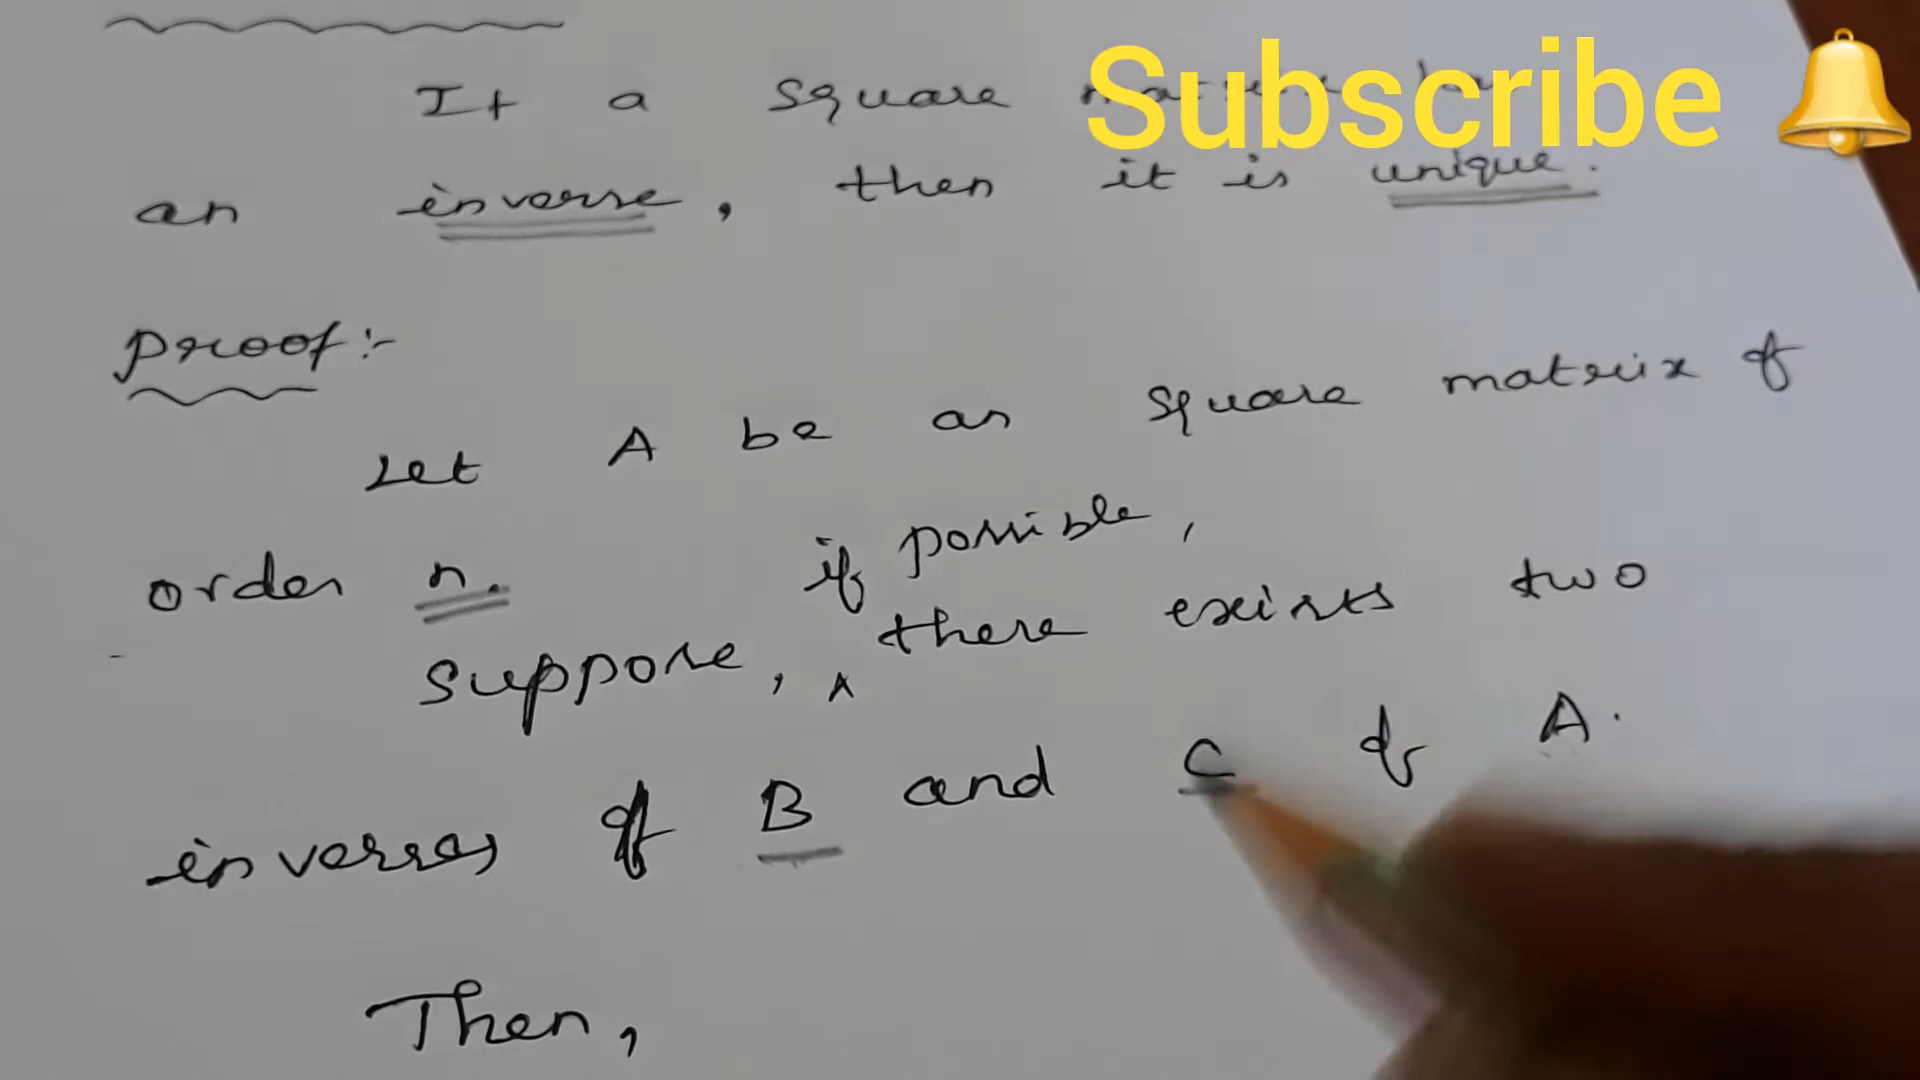 Subscribe
If a square
an inverse, then it is unique.
Proof:-
Let A be an square matrix of
order n.
if possible,
suppose, ʌ there exists two
inverses of B and C of A.
Then,